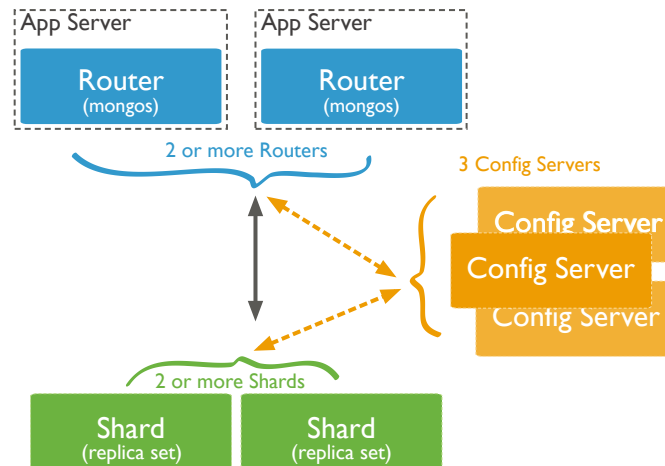 App Server
App Server
Router
(mongos)
Router
(mongos)
2 or more Routers
3 Config Servers
Config Server
Config Server
Config Server
2 or more Shards
Shard
(replica set)
Shard
(replica set)